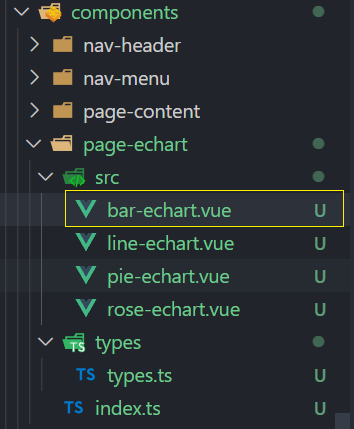 components
nav-header
nav-menu
page-content
page-echart
src
bar-echart.vue U
line-echart.vue U
pie-echart.vue U
rose-echart.vue U
TS types
TS types.ts U
TS index.ts U